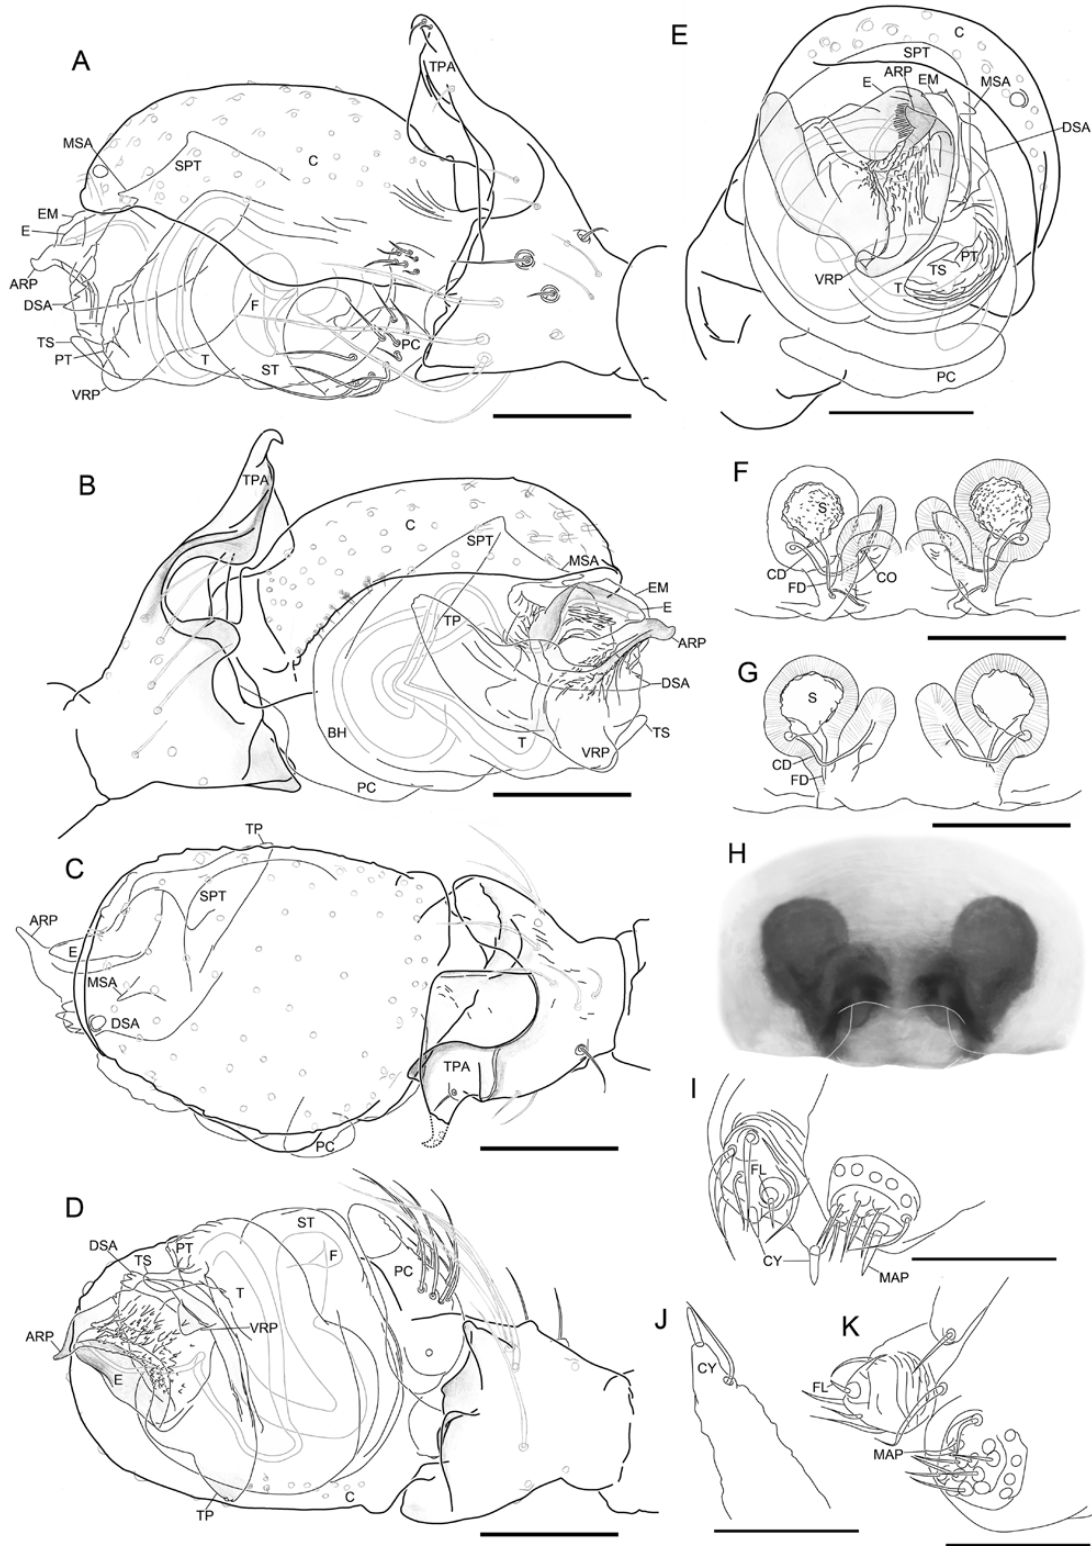 A
TPA
MSA
SPT
C
EM
E
ARP
DSA
F
TS
PT
T
ST
PC
VRP
E
C
SPT
ARP
EM
E
MSA
DSA
VRP
TS
PT
T
PC
B
TPA
C
SPT
MSA
EM
E
TP
ARP
DSA
BH
T
VRP
TS
PC
F
S
CD
FD
CO
G
S
CD
FD
C
TP
ARP
SPT
E
MSA
DSA
TPA
PC
H
D
ST
DSA
TS
PT
F
PC
T
VRP
ARP
E
C
TP
I
FL
CY
MAP
J
CY
K
FL
MAP